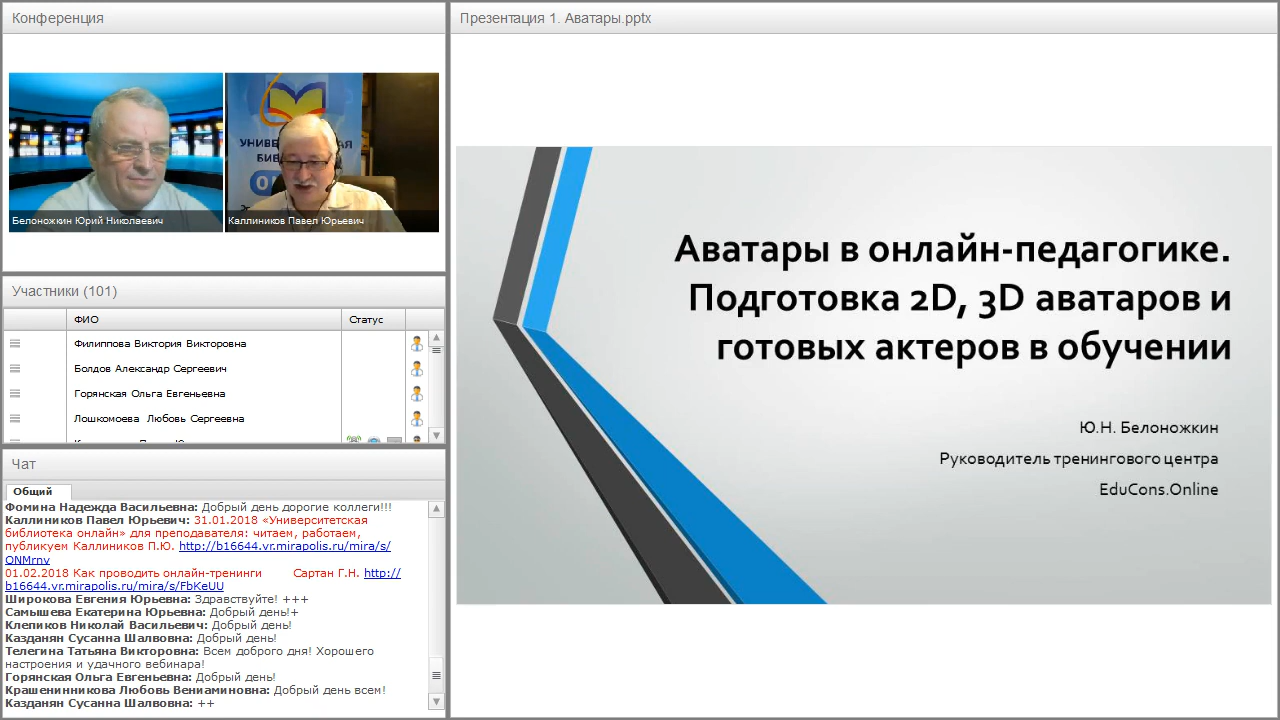 Конференция
УНИВЕ
АЯ
БИБ
Белоножкин Юрий Николаевич
Каллиников Павел Юрьевич
Участники (101)
ФИО
Статус
Филиппова Виктория Викторовна
Болдов Александр Сергеевич
Горянская Ольга Евгеньевна
Лошкомоева Любовь Сергеевна
Чат
Общий
Фомина Надежда Васильевна: Добрый день дорогие коллеги!!!
Каллиников Павел Юрьевич: 31.01.2018 «Университетская
библиотека онлайн» для преподавателя: читаем, работаем,
публикуем Каллиников П.Ю. http://b16644.vr.mirapolis.ru/mira/s/
QNMrnv
01.02.2018 Как проводить онлайн-тренинги Сартан Г.Н. http://
b16644.vr.mirapolis.ru/mira/s/FbKeUU
Широкова Евгения Юрьевна: Здравствуйте! +++
Самышева Екатерина Юрьевна: Добрый день!+
Клепиков Николай Васильевич: Добрый день!
Казданян Сусанна Шалвовна: Добрый день!
Телегина Татьяна Викторовна: Всем доброго дня! Хорошего
настроения и удачного вебинара!
Горянская Ольга Евгеньевна: Добрый день!
Крашенинникова Любовь Вениаминовна: Добрый день всем!
Казданян Сусанна Шалвовна: ++
Презентация 1. Аватары.pptx
Аватары в онлайн-педагогике.
Подготовка 2D, 3D аватаров и
готовых актеров в обучении
Ю.Н. Белоножкин
Руководитель тренингового центра
EduCons.Online